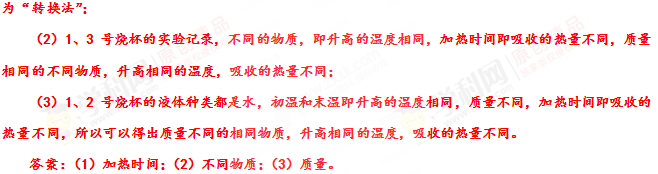 为“转换法”；
（2）1、3 号烧杯的实验记录，不同的物质，即升高的温度相同，加热时间即吸收的热量不同，质量
相同的不同物质，升高相同的温度，吸收的热量不同；
（3）1、2 号烧杯的液体种类都是水，初温和末温即升高的温度相同，质量不同，加热时间即吸收的
热量不同，所以可以得出质量不同的相同物质，升高相同的温度，吸收的热量不同。
答案：（1）加热时间；（2）不同物质；（3）质量。